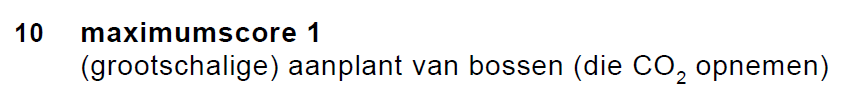 10 maximumscore 1
(grootschalige) aanplant van bossen (die CO₂ opnemen)